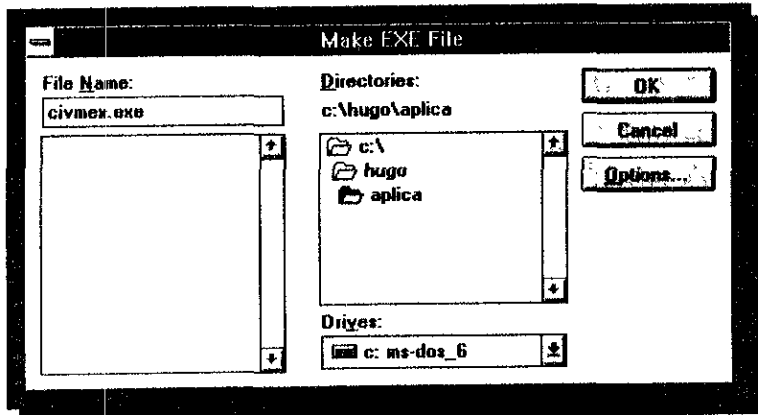 Make EXE File
File Name:
civmex.exe
Directories:
c:\hugo\aplica
c:\
hugo
aplica
Drives:
c: ms-dos_6
OK
Cancel
Options...